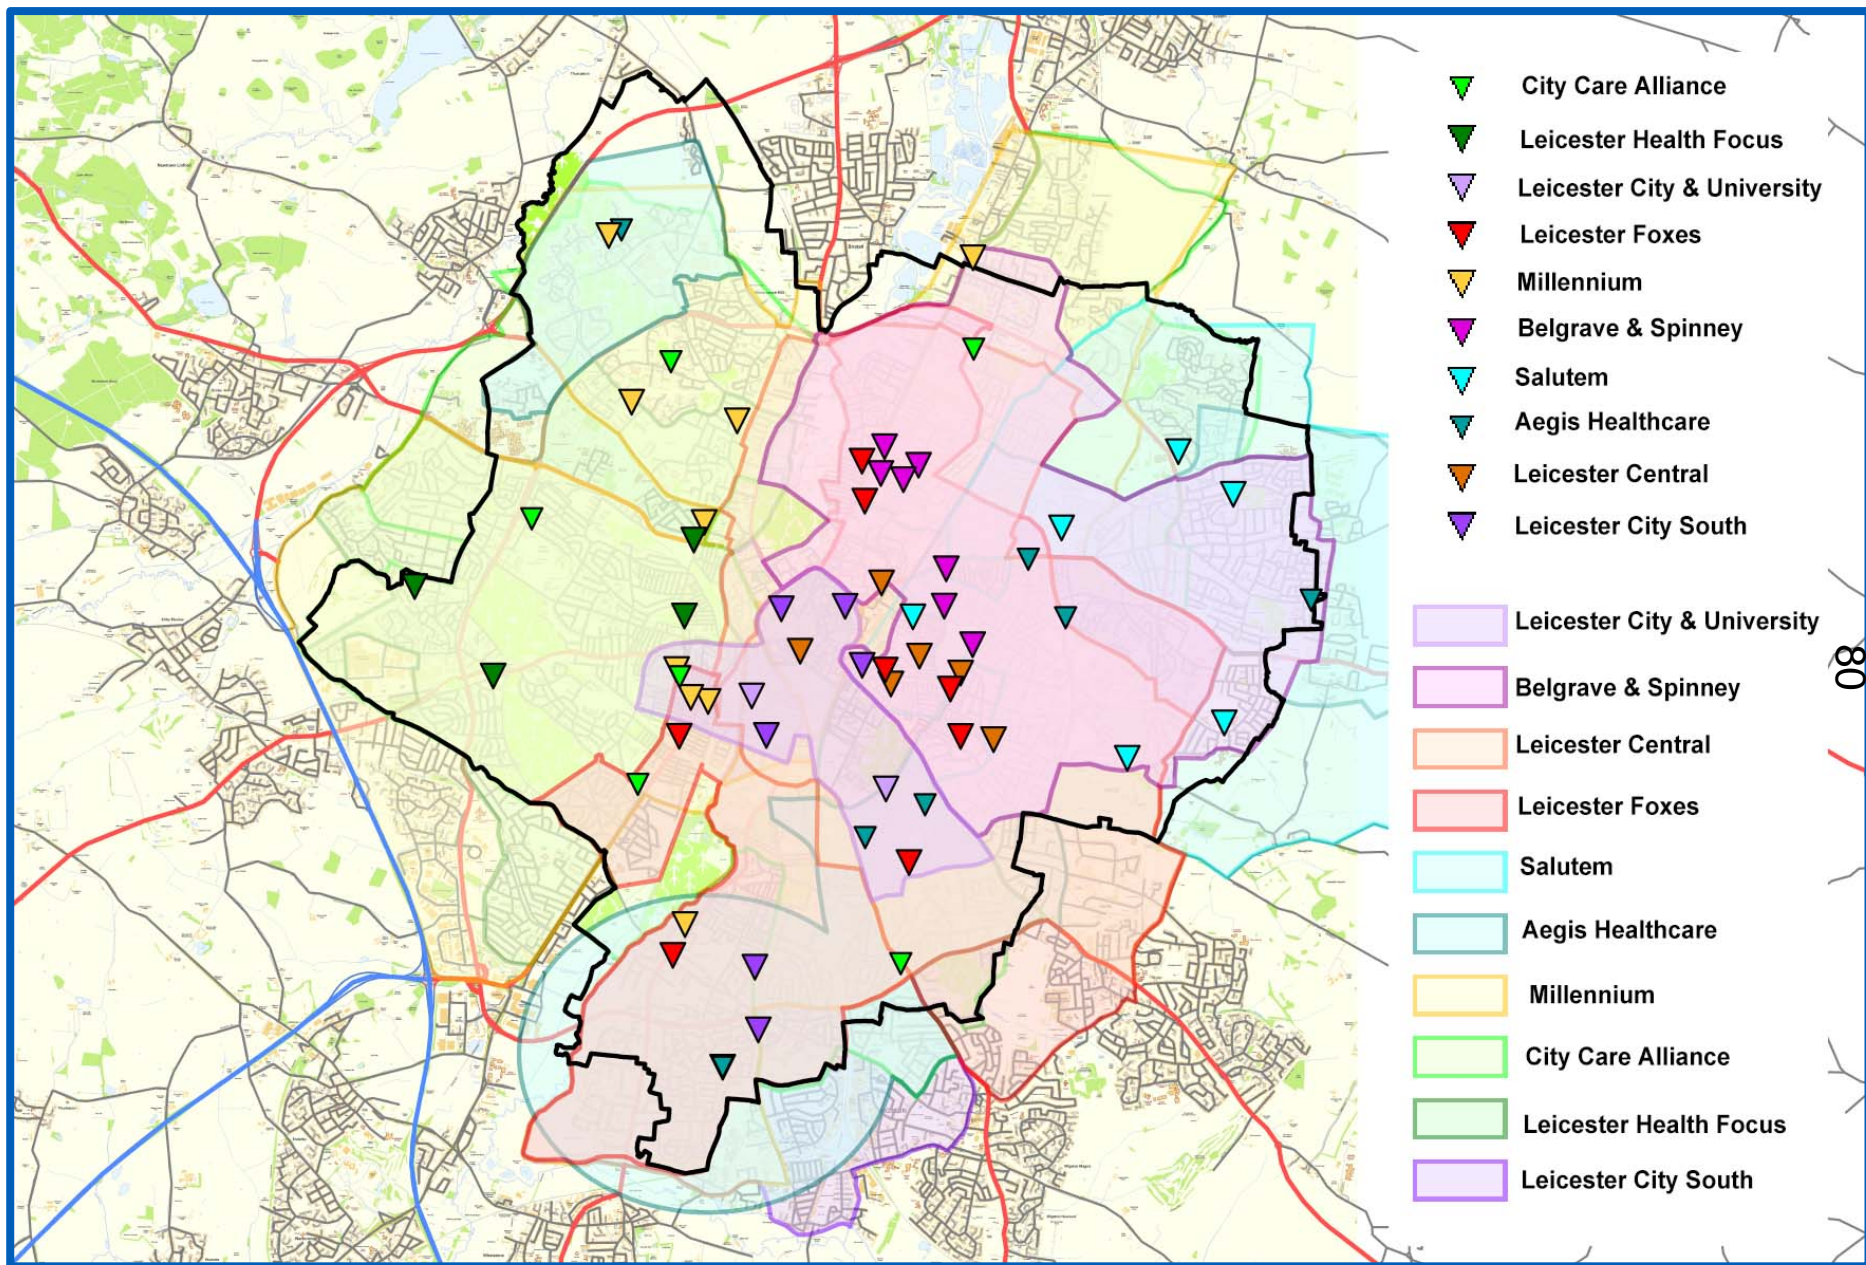 City Care Alliance
Leicester Health Focus
Leicester City & University
Leicester Foxes
Millennium
Belgrave & Spinney
Salutem
Aegis Healthcare
Leicester Central
Leicester City South
Leicester City & University
Belgrave & Spinney
Leicester Central
Leicester Foxes
Salutem
Aegis Healthcare
Millennium
City Care Alliance
Leicester Health Focus
Leicester City South
80